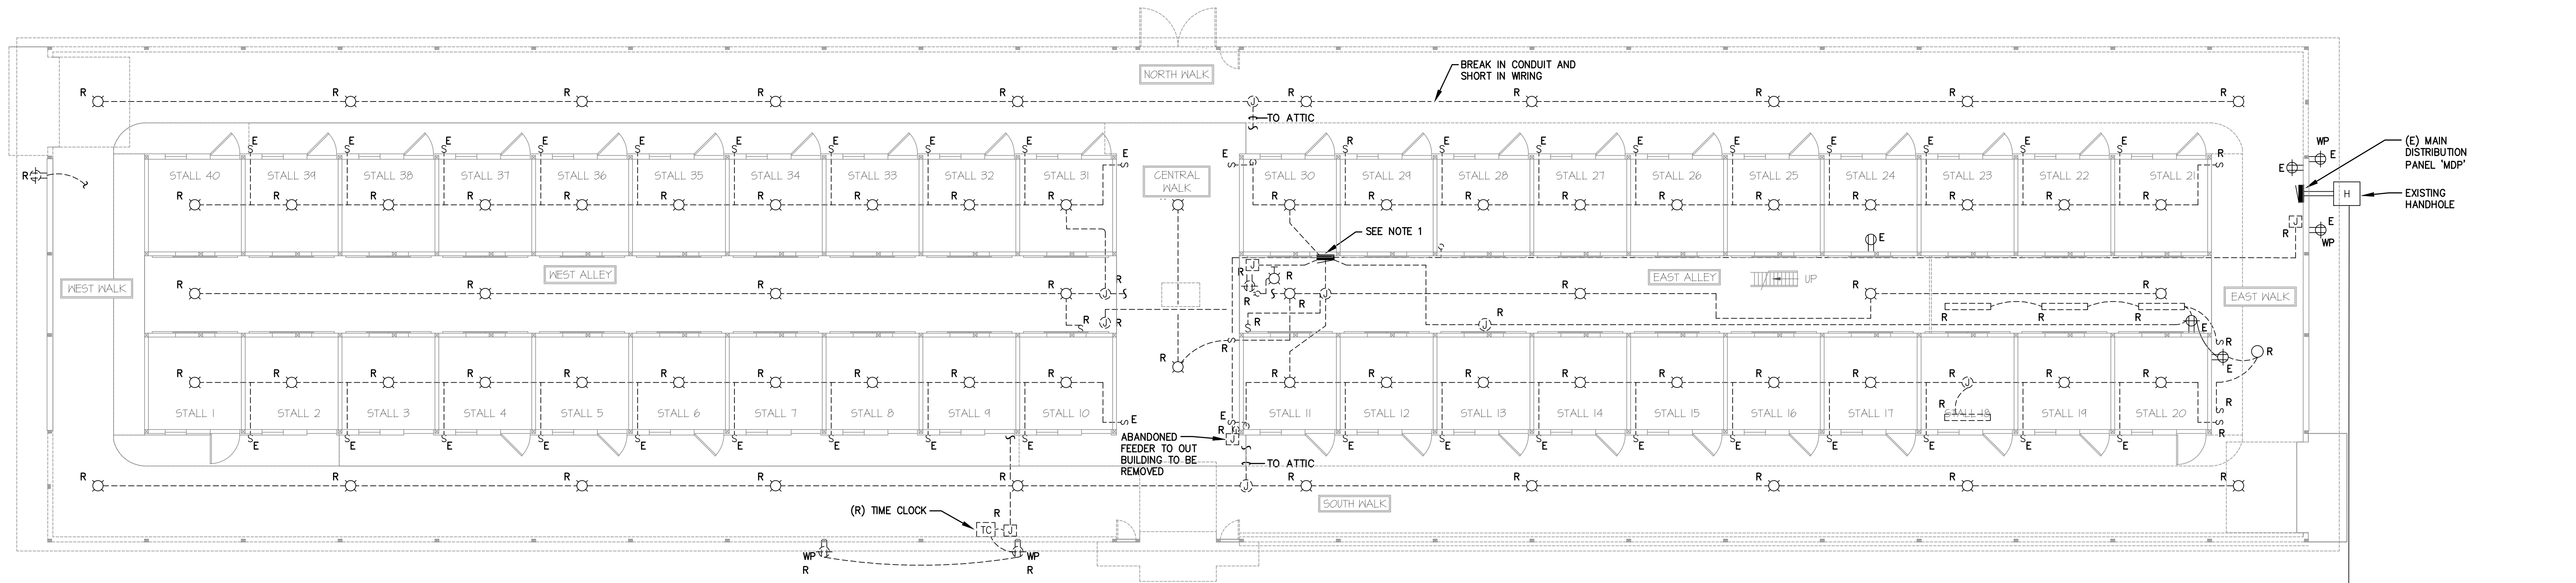 NORTH WALK
BREAK IN CONDUIT AND
SHORT IN WIRING
R R R R R R R R R R
J
TO ATTIC
E E E E E E E E E E E R E E E E E E E E R
S S S S S S S S S S S S S S S S S S S S S
STALL 40 STALL 39 STALL 38 STALL 37 STALL 36 STALL 35 STALL 34 STALL 33 STALL 32 STALL 31
CENTRAL
WALK
STALL 30 STALL 29 STALL 28 STALL 27 STALL 26 STALL 25 STALL 24 STALL 23 STALL 22 STALL 21
R R R R R R R R R R R R R R R R R R R R
R
WP
E
E
(E) MAIN
DISTRIBUTION
PANEL 'MDP'
H
EXISTING
HANDHOLE
J
R
E
WP
SEE NOTE 1
E
WEST WALK
WEST ALLEY
EAST ALLEY
UP
EAST WALK
R R R R
J R
J R
R
S
J
R
T
R
R
J
R
R
R
S
R
R
J
R R R
E
R
S
E
R
R
S
R
R R R R R R R R R R R R R R R R R R R
J
R
STALL 1 STALL 2 STALL 3 STALL 4 STALL 5 STALL 6 STALL 7 STALL 8 STALL 9 STALL 10
STALL 11 STALL 12 STALL 13 STALL 14 STALL 15 STALL 16 STALL 17 STALL 18 STALL 19 STALL 20
R
S
S
R
S E
E
S
R
J
S S S S S S S S S S S S S S S S S S
E E E E E E E E E E E E E E E E E E
ABANDONED
FEEDER TO OUT
BUILDING TO BE
REMOVED
TO ATTIC
R R R R R R R R R R
J
SOUTH WALK
(R) TIME CLOCK
R
TC
J
WP
R
WP
R